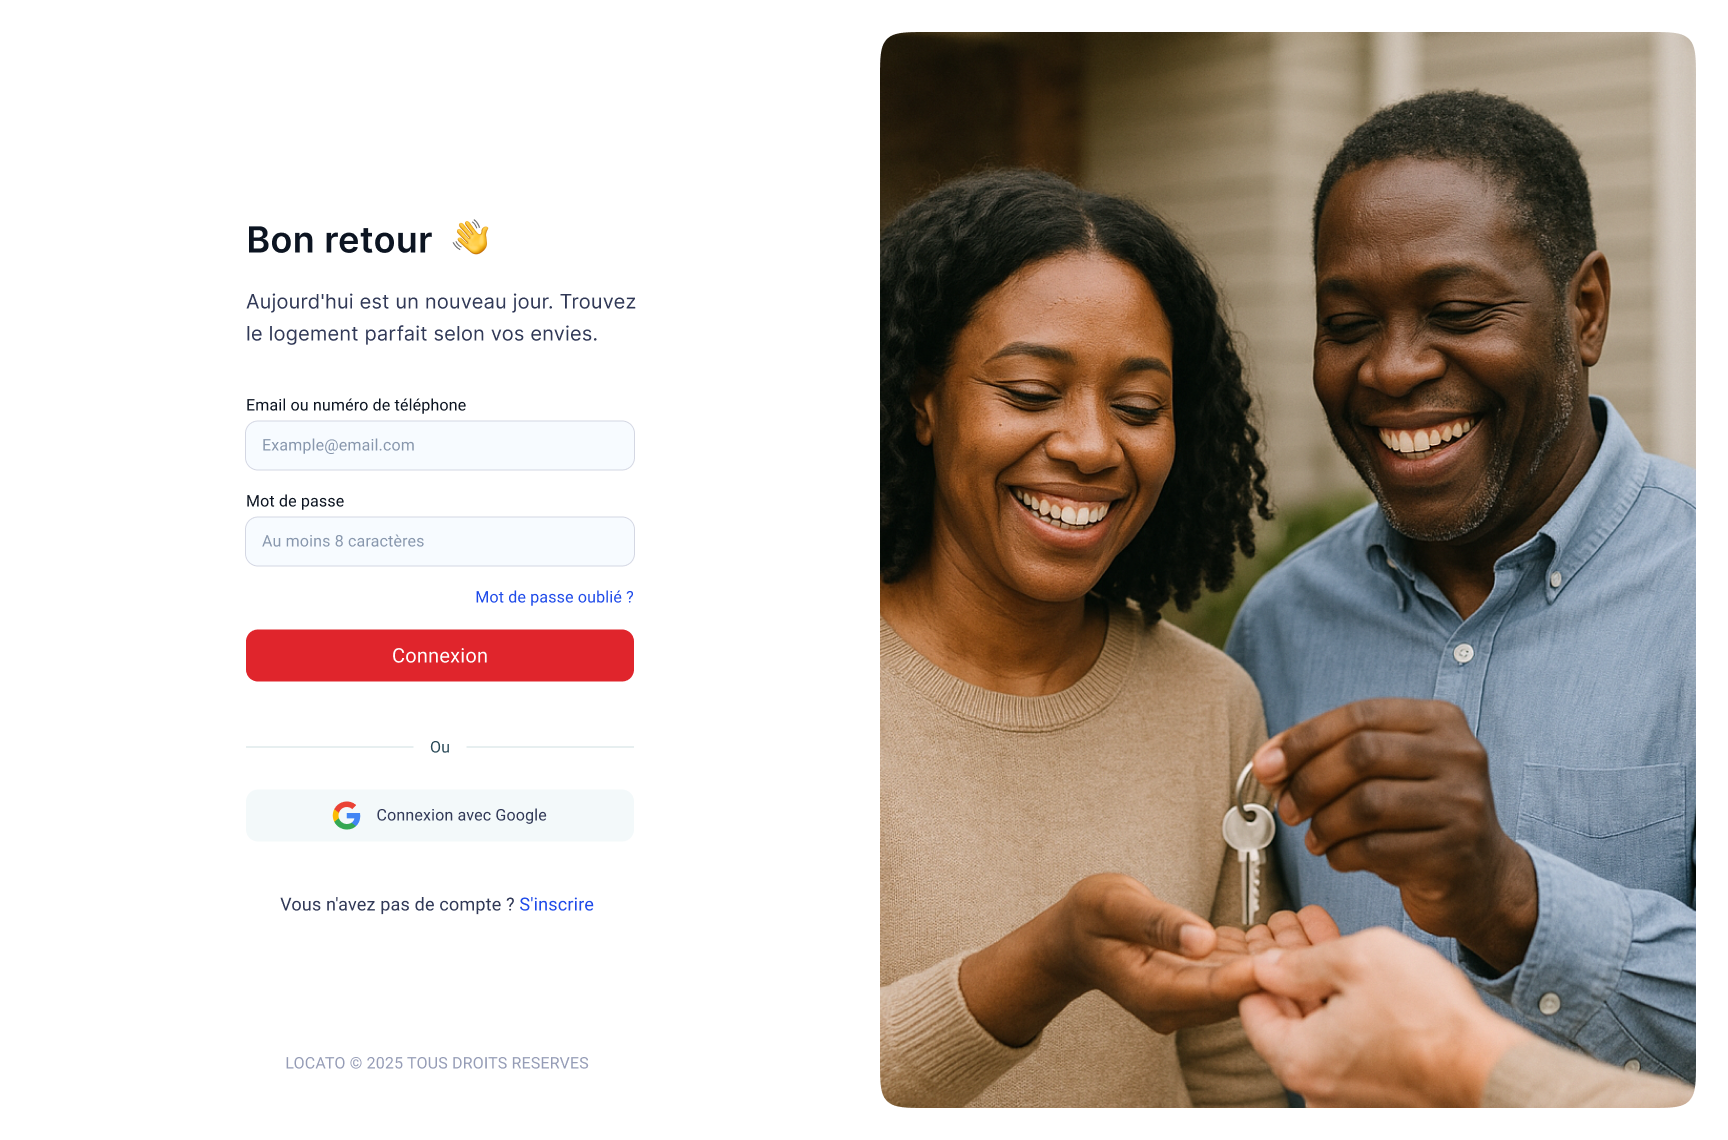 Bon retour 👋
Aujourd'hui est un nouveau jour. Trouvez
le logement parfait selon vos envies.
Email ou numéro de téléphone
Example@email.com
Mot de passe
Au moins 8 caractères
Mot de passe oublié ?
Connexion
Ou
Connexion avec Google
Vous n'avez pas de compte ? S'inscrire
LOCATO © 2025 TOUS DROITS RESERVES